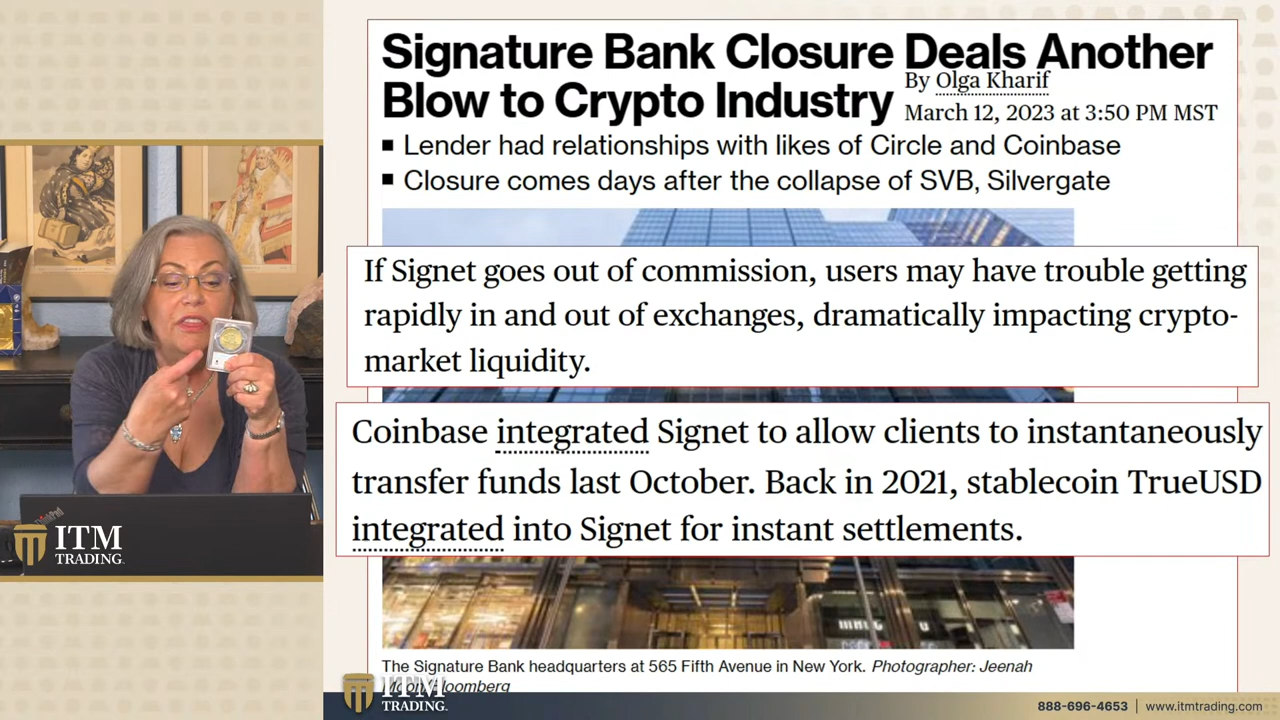 Signature Bank Closure Deals Another
Blow to Crypto Industry
By Olga Kharif
March 12, 2023 at 3:50 PM MST
▪ Lender had relationships with likes of Circle and Coinbase
▪ Closure comes days after the collapse of SVB, Silvergate
If Signet goes out of commission, users may have trouble getting
rapidly in and out of exchanges, dramatically impacting crypto-
market liquidity.
Coinbase integrated Signet to allow clients to instantaneously
transfer funds last October. Back in 2021, stablecoin TrueUSD
integrated into Signet for instant settlements.
The Signature Bank headquarters at 565 Fifth Avenue in New York. Photographer: Jeenah
Bloomberg
ITM
TRADING
ITM
TRADING
888-696-4653 | www.itmtrading.com